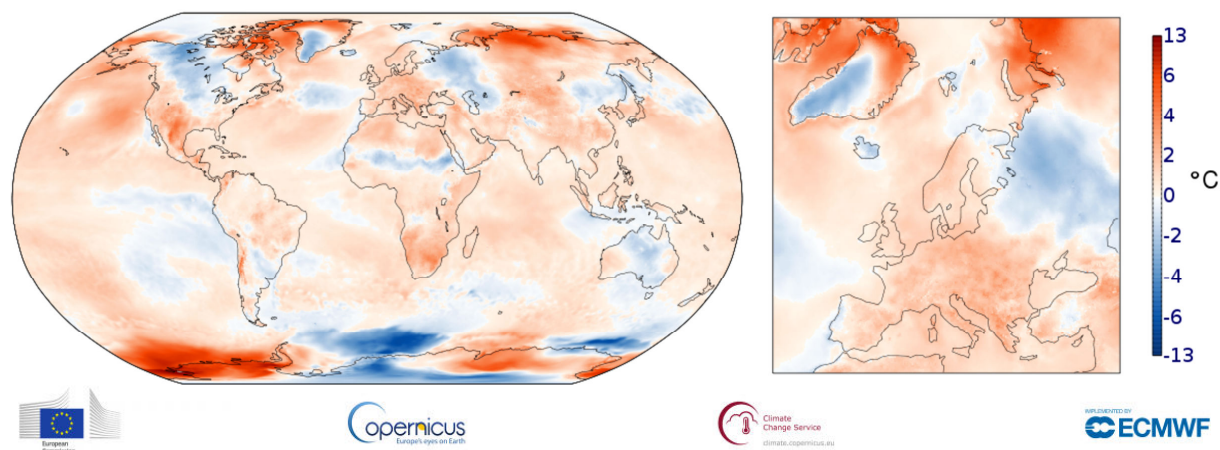 13
6
4
2
0
-2
-4
-6
-13
°C
European
Copernicus
Europe's eyes on Earth
Climate
Change Service
climate.copernicus.eu
IMPLEMENTED BY
ECMWF